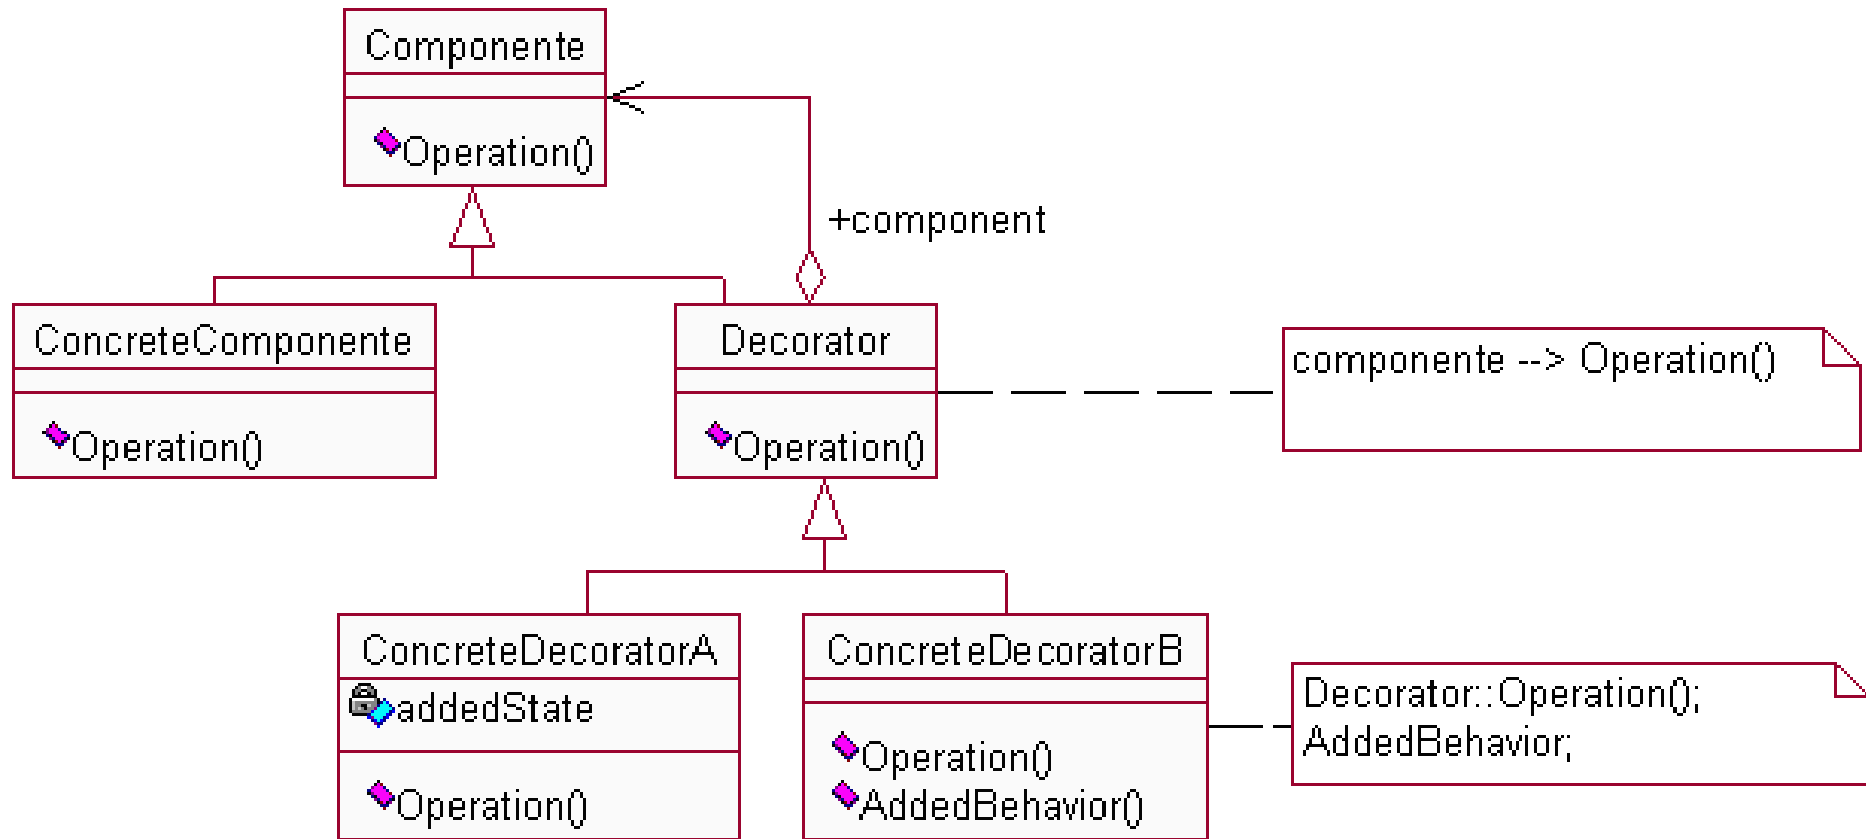 Componente
Operation()
+component
ConcreteComponente
Operation()
Decorator
Operation()
componente --> Operation()
ConcreteDecoratorA
addedState
Operation()
ConcreteDecoratorB
Operation()
AddedBehavior()
Decorator::Operation();
AddedBehavior;